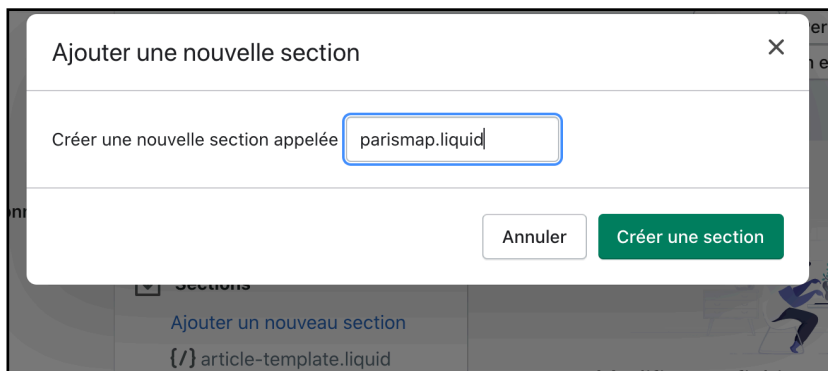 Ajouter une nouvelle section
Créer une nouvelle section appelée parismap.liquid
Annuler Créer une section
Sections
Ajouter un nouveau section
{/} article-template.liquid